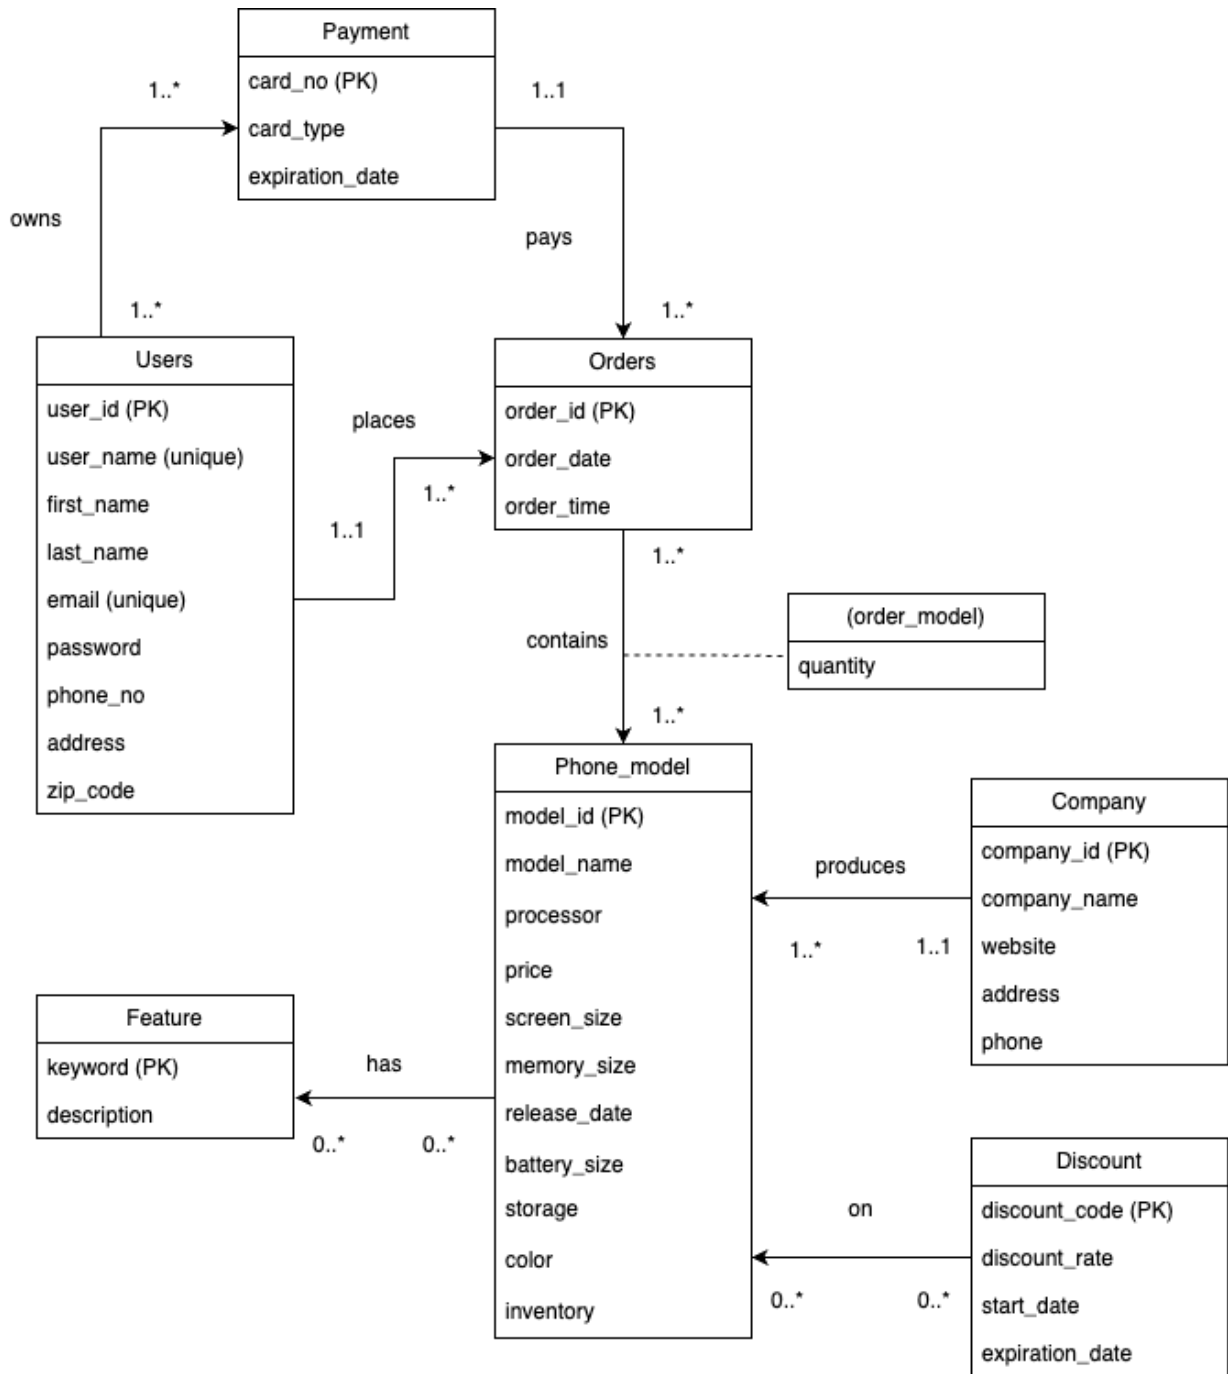 Payment
card_no (PK)
card_type
expiration_date
1..*
1..1
owns
pays
1..*
1..*
Users
user_id (PK)
user_name (unique)
first_name
last_name
email (unique)
password
phone_no
address
zip_code
places
1..*
1..1
Orders
order_id (PK)
order_date
order_time
1..*
contains
(order_model)
quantity
1..*
Phone_model
model_id (PK)
model_name
processor
price
screen_size
memory_size
release_date
battery_size
storage
color
inventory
produces
1..*
1..1
Company
company_id (PK)
company_name
website
address
phone
Feature
keyword (PK)
description
has
0..*
0..*
on
0..*
0..*
Discount
discount_code (PK)
discount_rate
start_date
expiration_date